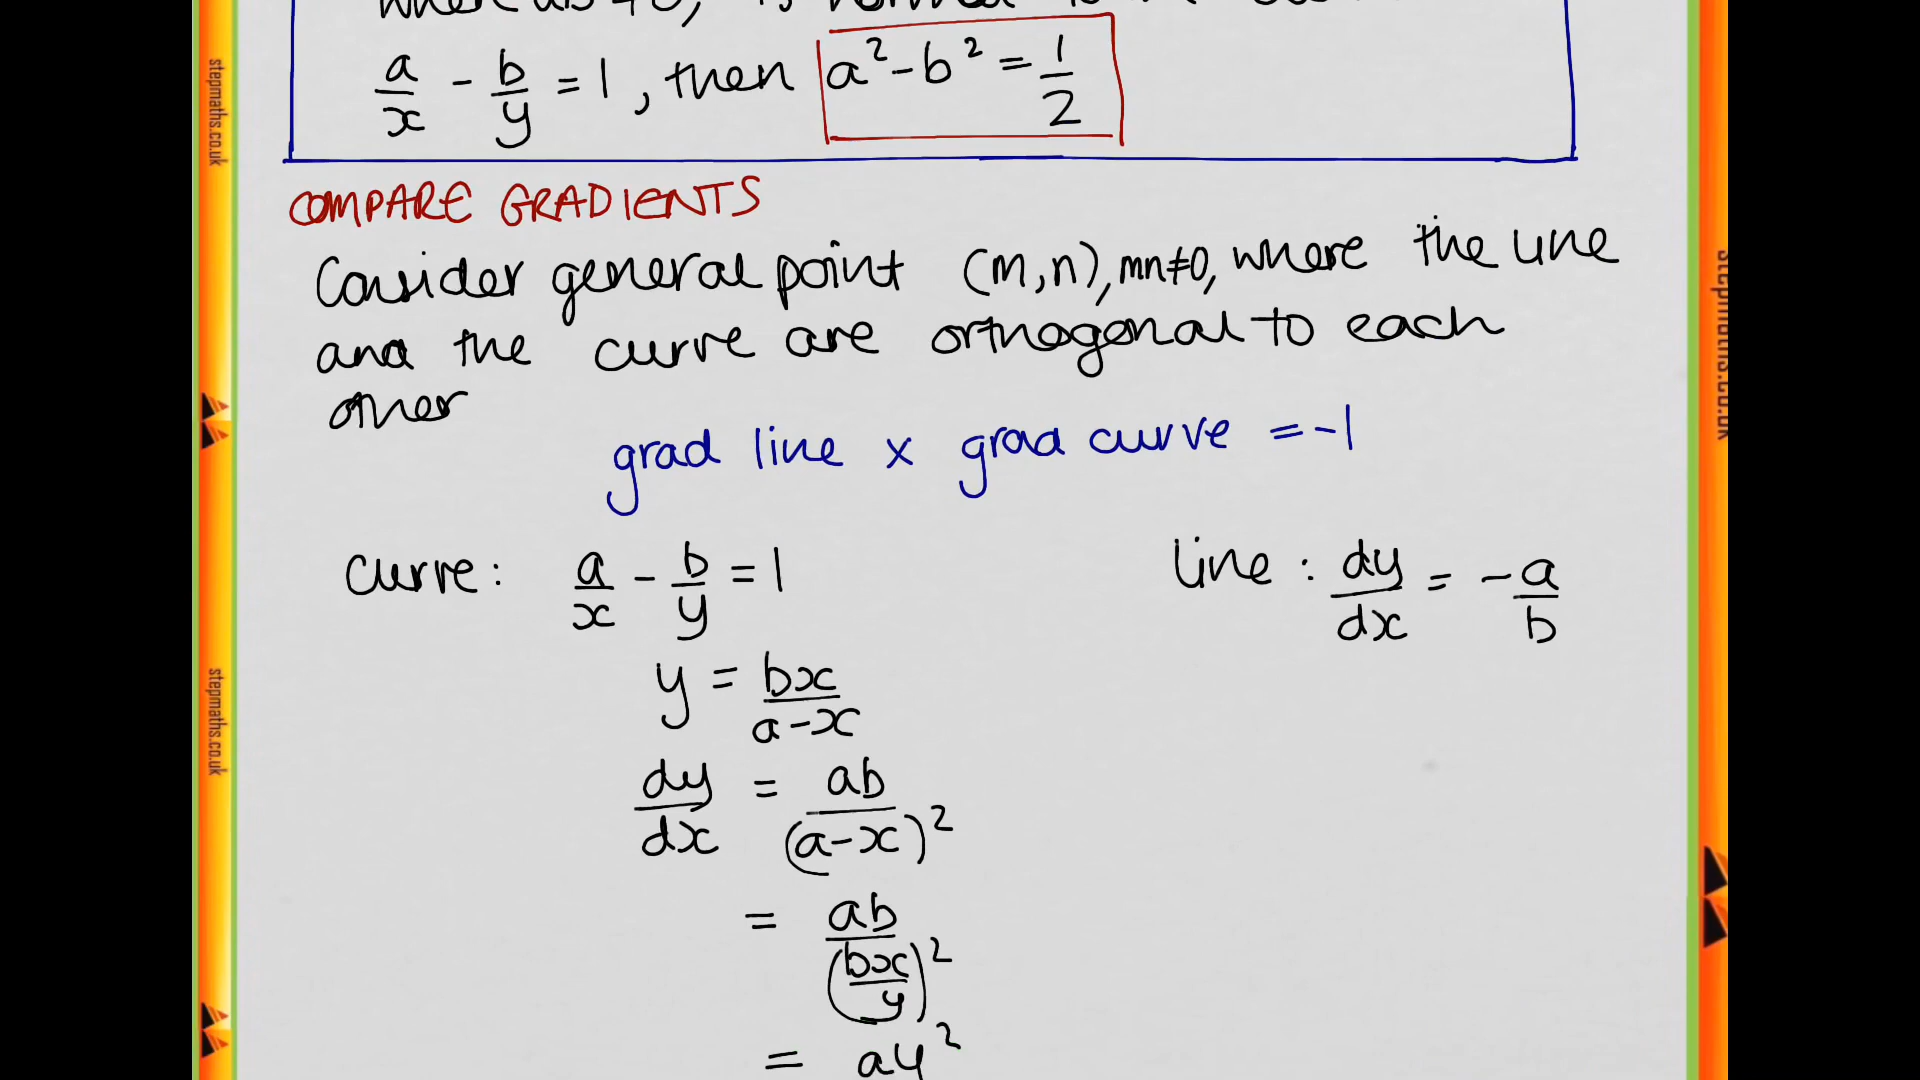 a/x - b/y = 1, then a² - b² = 1/2
COMPARE GRADIENTS
Consider general point (m,n), mn≠0, where the line
and the curve are orthogonal to each
other
grad line x grad curve = -1
curve: a/x - b/y = 1
line: dy/dx = -a/b
y = bx/(a-x)
dy/dx = ab/(a-x)²
= ab/(bx/y)²
= ay²
stepmaths.co.uk
stepmaths.co.uk
stepmaths.co.uk